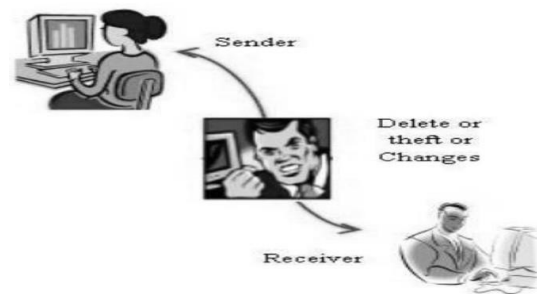 Sender
Delete or
theft or
Changes
Receiver